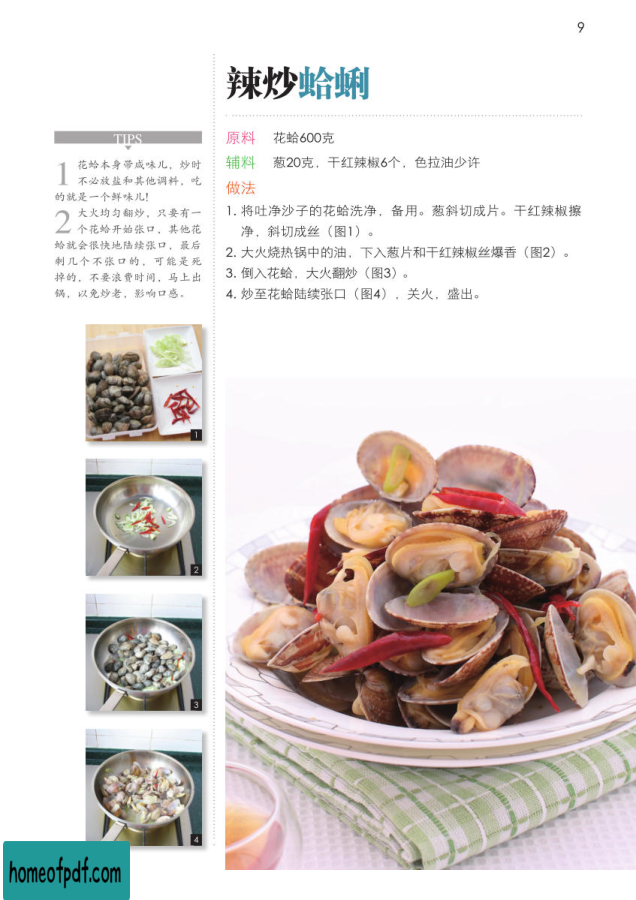 9
辣炒蛤蜊
TIPS
1 花蛤本身带咸味儿，炒时
不必放盐和其他调料，吃
的就是一个鲜味儿!
2 大火均匀翻炒，只要有一
个花蛤开始张口，其他花
蛤就会很快地陆续张口，最后
剩几个不张口的，可能是死
掉的，不要浪费时间，马上出
锅，以免炒老，影响口感。
原料 花蛤600克
辅料 葱20克，干红辣椒6个，色拉油少许
做法
1. 将吐净沙子的花蛤洗净，备用。葱斜切成片。干红辣椒擦
净，斜切成丝（图1）。
2. 大火烧热锅中的油，下入葱片和干红辣椒丝爆香（图2）。
3. 倒入花蛤，大火翻炒（图3）。
4. 炒至花蛤陆续张口（图4），关火，盛出。
1
2
3
4
homeofpdf.com